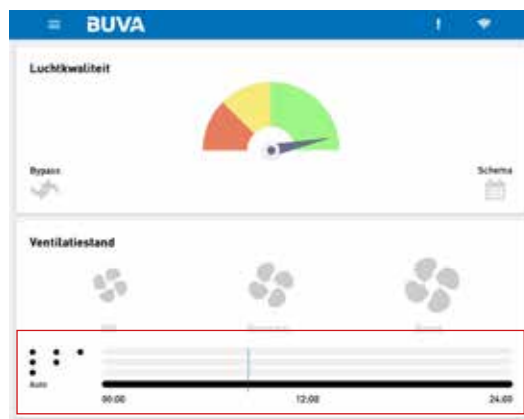 BUVA
!
Luchtkwaliteit
Bypass
Schema
Ventilatiestand
Auto
00:00 12:00 24:00